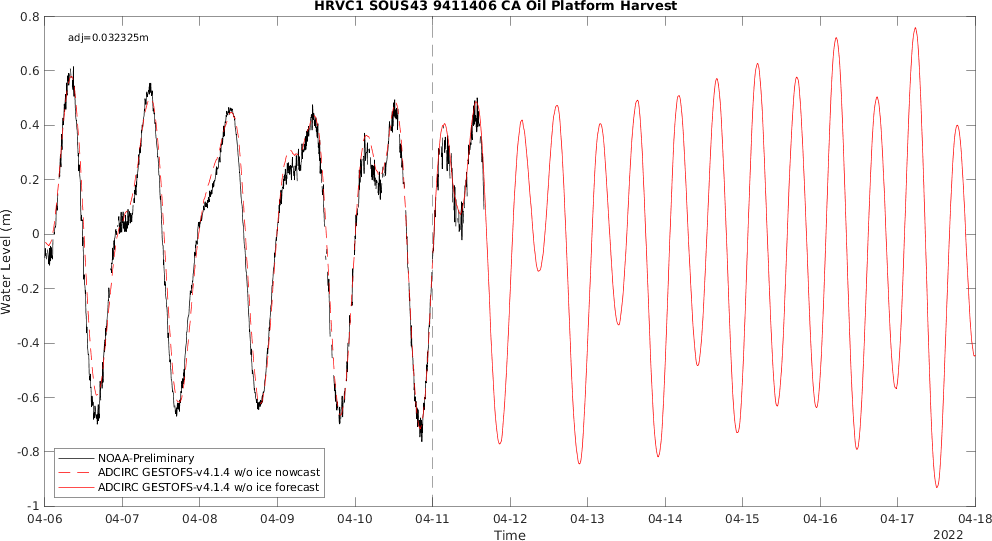 HRVC1 SOUS43 9411406 CA Oil Platform Harvest
adj=0.032325m
0.8
0.6
0.4
0.2
0
-0.2
-0.4
-0.6
-0.8
-1
Water Level (m)
NOAA-Preliminary
ADCIRC GESTOFS-v4.1.4 w/o ice nowcast
ADCIRC GESTOFS-v4.1.4 w/o ice forecast
04-06 04-07 04-08 04-09 04-10 04-11 04-12 04-13 04-14 04-15 04-16 04-17 04-18
Time
2022